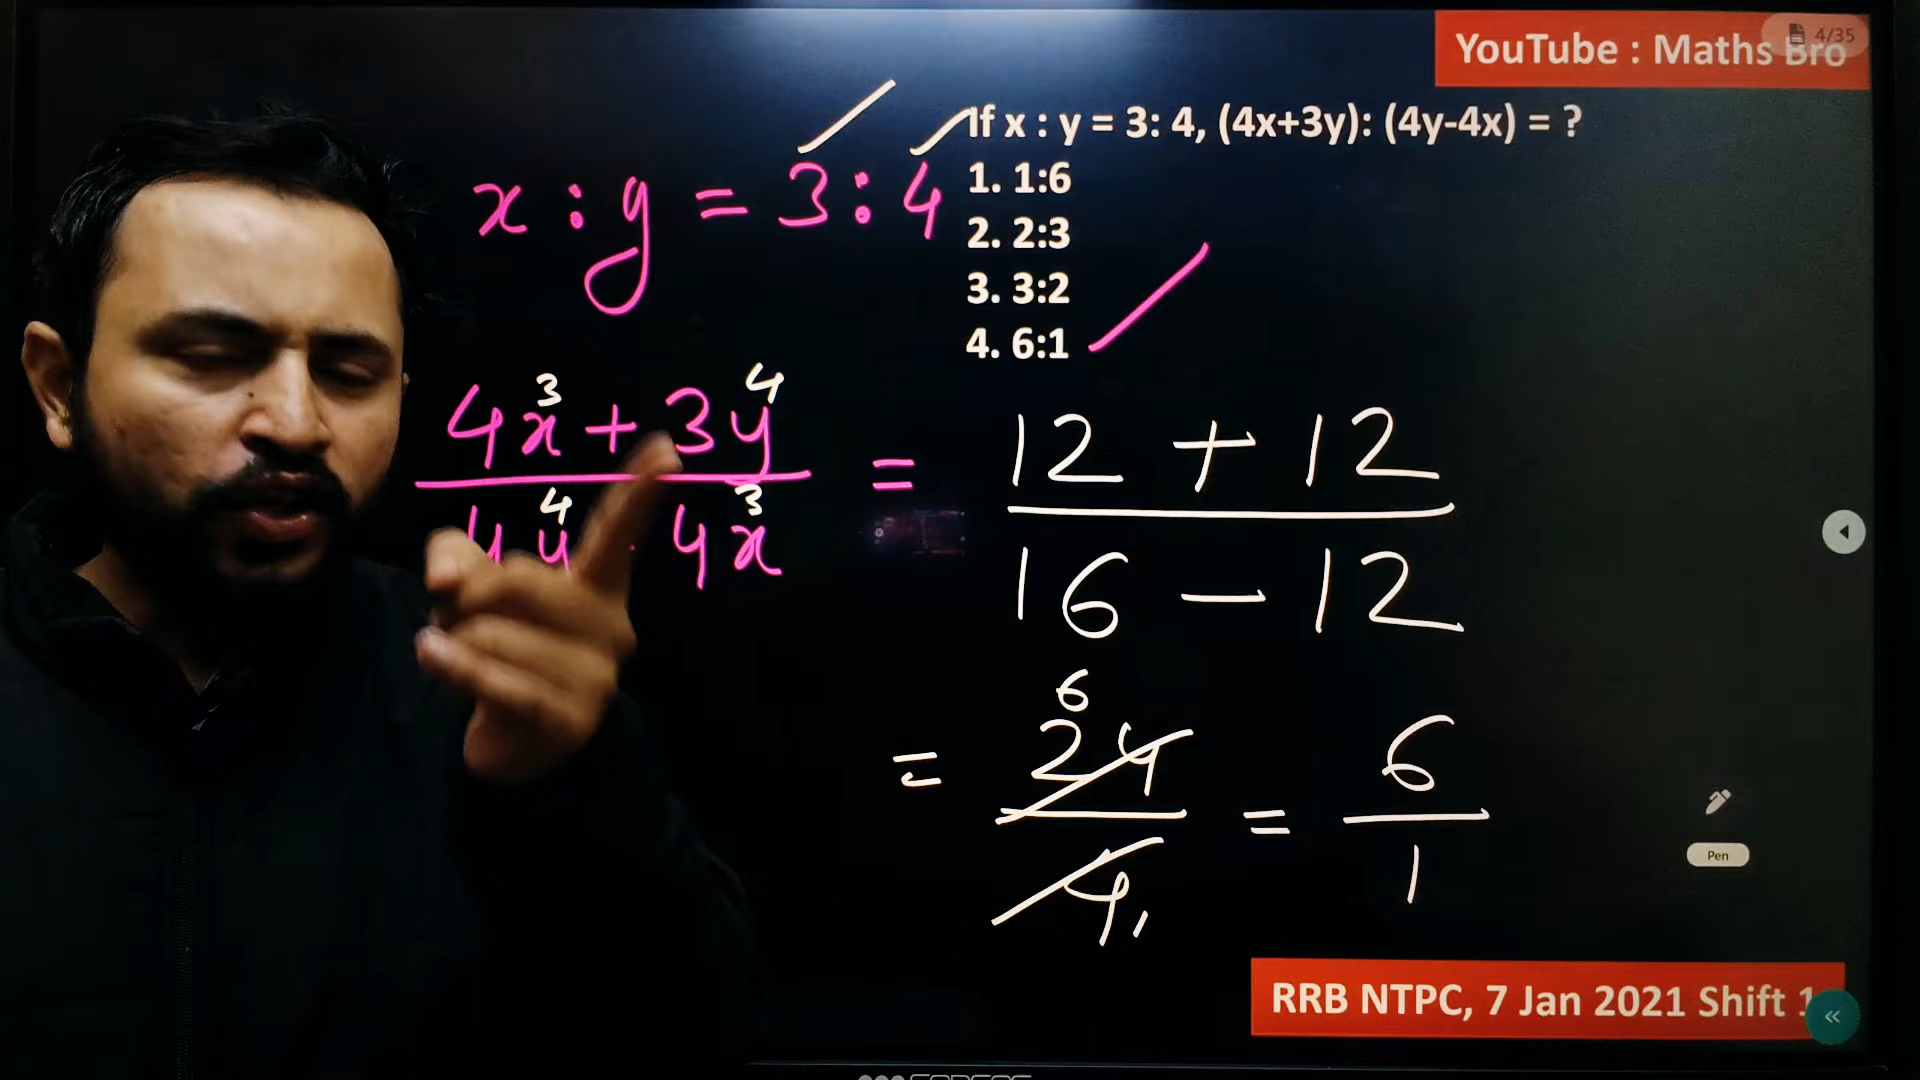 YouTube : Maths Bro
4/35
If x : y = 3: 4, (4x+3y): (4y-4x) = ?
1. 1:6
2. 2:3
3. 3:2
4. 6:1
x : y = 3 : 4
3 4
4x + 3y = 12 + 12
4 3
4y - 4x 16 - 12
6
= 24 = 6
4 1
Pen
RRB NTPC, 7 Jan 2021 Shift 1